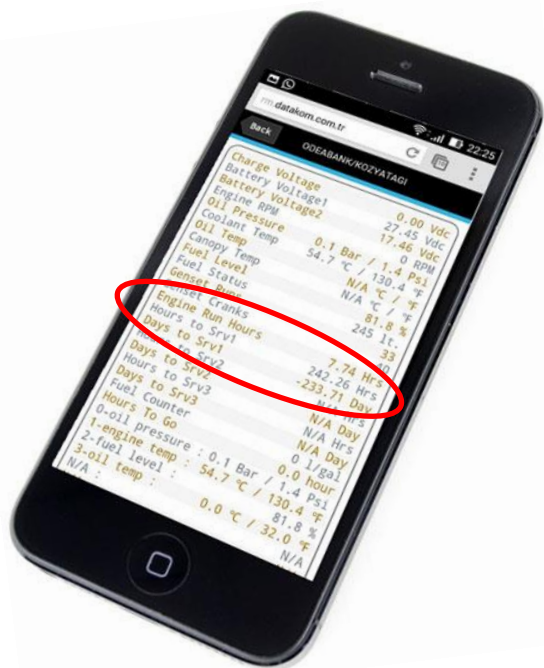 22:25
rm.datakom.com.tr
Back
ODEABANK/KOZYATAGI
Charge Voltage 0.00 Vdc
Battery Voltage1 27.45 Vdc
Battery Voltage2 17.46 Vdc
Engine RPM 0 RPM
Oil Pressure 0.1 Bar / 1.4 Psi
Coolant Temp 54.7 °C / 130.4 °F
Oil Temp N/A °C / °F
Canopy Temp N/A °C / °F
Fuel Level 81.8 %
Fuel Status 245 lt.
Genset Runs 33
Genset Cranks
Engine Run Hours 7.74 Hrs
Hours to Srv1 242.26 Hrs
Days to Srv1 -233.71 Day
Hours to Srv2 N/A Hrs
Days to Srv2 N/A Day
Hours to Srv3 N/A Hrs
Days to Srv3 N/A Day
Fuel Counter 0 l/gal
Hours To Go 0.0 hour
0-oil pressure : 0.1 Bar / 1.4 Psi
1-engine temp : 54.7 °C / 130.4 °F
2-fuel level : 81.8 %
3-oil temp : 0.0 °C / 32.0 °F
N/A : N/A